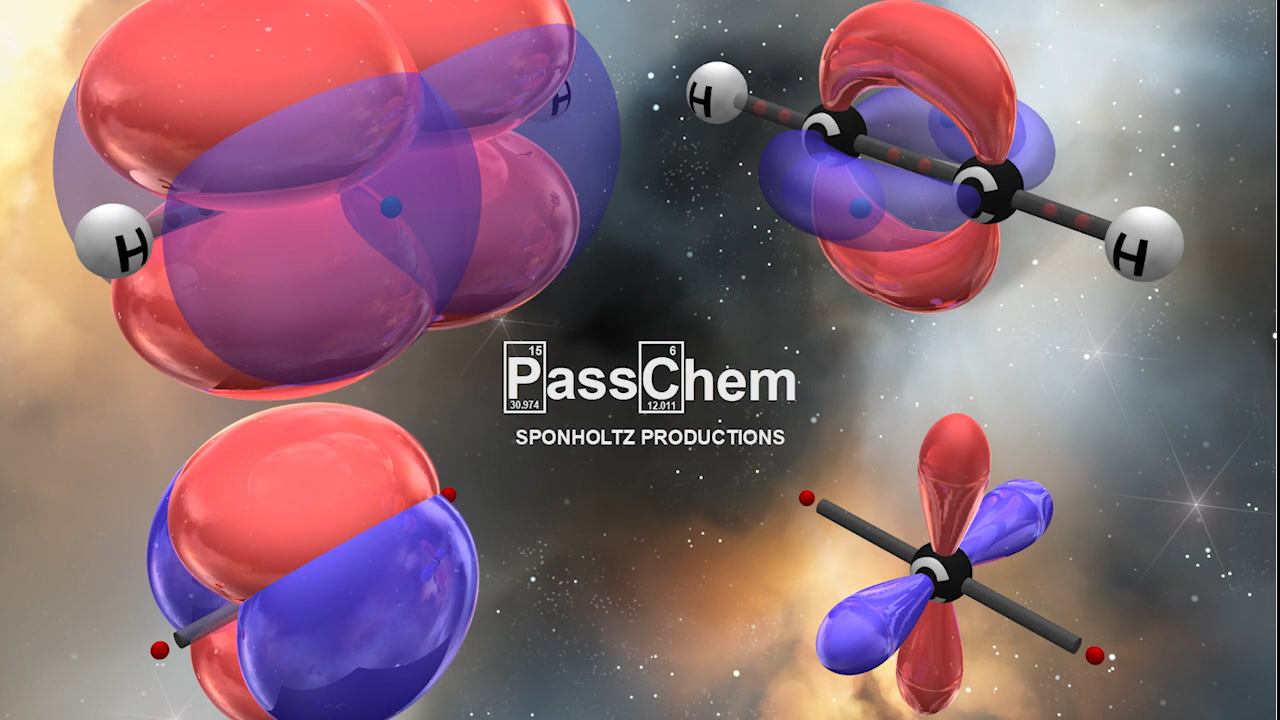 H
H
H
C
C
H
15
6
PassChem
30.974
12.011
SPONHOLTZ PRODUCTIONS
C